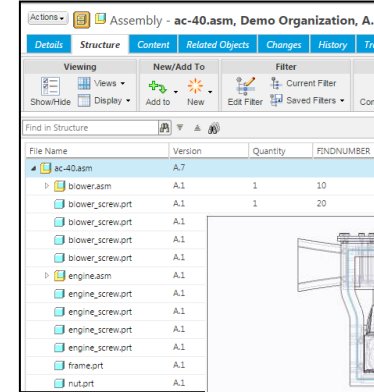 Actions Assembly - ac-40.asm, Demo Organization, A.
Details Structure Content Related Objects Changes History
Viewing New/Add To Filter
Views Current Filter
Show/Hide Display Add to New Edit Filter Saved Filters
Find in Structure
File Name Version Quantity FINDNUMBER
ac-40.asm A.7
blower.asm A.1 1 10
blower_screw.prt A.1 1 20
blower_screw.prt A.1
blower_screw.prt A.1
blower_screw.prt A.1
engine.asm A.1
engine_screw.prt A.1
engine_screw.prt A.1
engine_screw.prt A.1
engine_screw.prt A.1
frame.prt A.1
nut.prt A.1